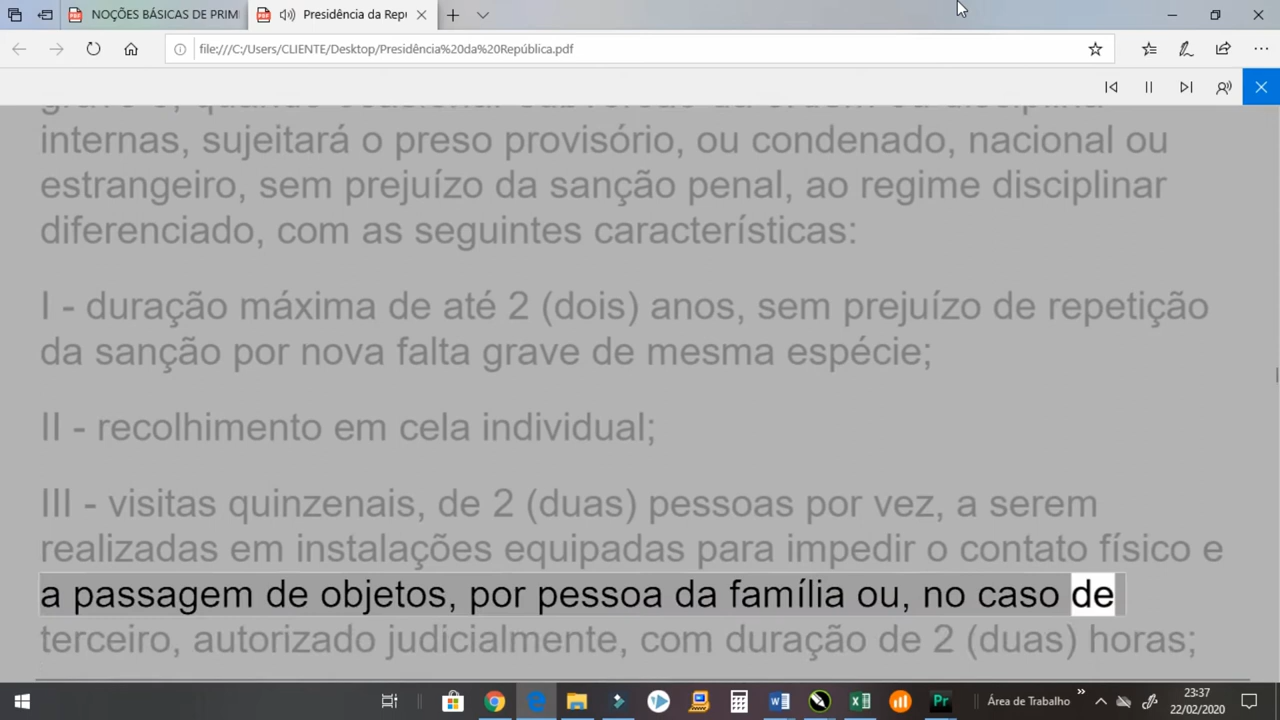 NOÇÕES BÁSICAS DE PRIM
Presidência da Repú
file:///C:/Users/CLIENTE/Desktop/Presidência%20da%20República.pdf
internas, sujeitará o preso provisório, ou condenado, nacional ou
estrangeiro, sem prejuízo da sanção penal, ao regime disciplinar
diferenciado, com as seguintes características:
I - duração máxima de até 2 (dois) anos, sem prejuízo de repetição
da sanção por nova falta grave de mesma espécie;
II - recolhimento em cela individual;
III - visitas quinzenais, de 2 (duas) pessoas por vez, a serem
realizadas em instalações equipadas para impedir o contato físico e
a passagem de objetos, por pessoa da família ou, no caso de
terceiro, autorizado judicialmente, com duração de 2 (duas) horas;
Área de Trabalho
23:37
22/02/2020